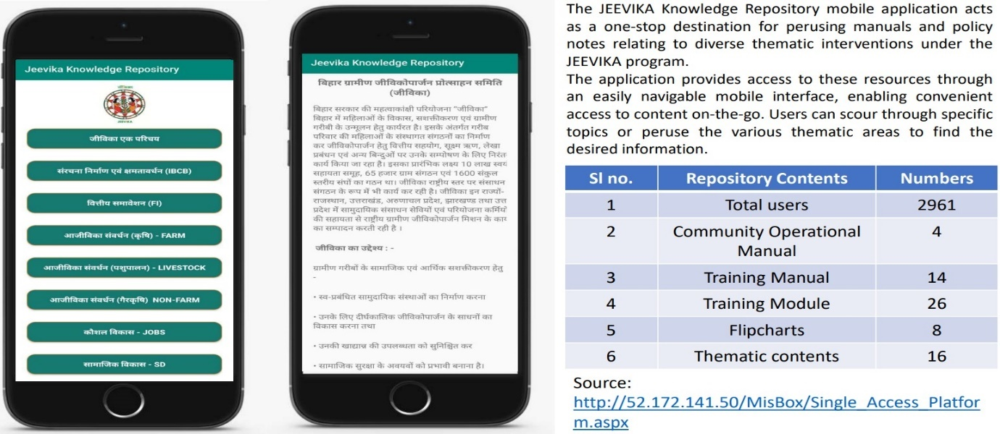 Jeevika Knowledge Repository
जीविका
JEEVIKA
जीविका एक परिचय
संरचना निर्माण एवं क्षमतावर्धन (IBCB)
वित्तीय समावेशन (FI)
आजीविका संवर्धन (कृषि) - FARM
आजीविका संवर्धन (पशुपालन) - LIVESTOCK
आजीविका संवर्धन (गैरकृषि) NON-FARM
कौशल विकास - JOBS
सामाजिक विकास - SD
Jeevika Knowledge Repository
बिहार ग्रामीण जीविकोपार्जन प्रोत्साहन समिति
(जीविका)
बिहार सरकार की महत्वाकांक्षी परियोजना "जीविका"
बिहार में महिलाओं के विकास, सशक्तीकरण एवं ग्रामीण
गरीबी के उन्मूलन हेतु कार्यरत है। इसके अंतर्गत गरीब
परिवार की महिलाओं के संस्थागत संगठनों का निर्माण
कर जीविकोपार्जन हेतु वित्तीय सहयोग, सूक्ष्म ऋण, लेखा
प्रबंधन एवं अन्य बिन्दुओं पर उनके सम्पोषण के लिए निरंत
कार्य किया जा रहा है। इसका प्रारंभिक लक्ष्य 10 लाख स्वयं
सहायता समूह, 65 हजार ग्राम संगठन एवं 1600 संकुल
स्तरीय संघों का गठन था। जीविका राष्ट्रीय स्तर पर संसाधन
संगठन के रूप में भी कार्य कर रही है। जीविका इन राज्यों-
राजस्थान, उत्तराखंड, अरुणाचल प्रदेश, झारखण्ड तथा उत्त
प्रदेश में सामुदायिक संसाधन सेवियों एवं परियोजना कर्मियों
की सहायता से राष्ट्रीय ग्रामीण जीविकोपार्जन मिशन के कार्य
का सम्पादन करती रही है ।
जीविका का उद्देश्य : -
ग्रामीण गरीबों के सामाजिक एवं आर्थिक सशक्तीकरण हेतु
-
• स्व-प्रबंधित सामुदायिक संस्थाओं का निर्माण करना
• उनके लिए दीर्घकालिक जीविकोपार्जन के साधनों का
विकास करना तथा
• उनकी खाद्यान्न की उपलब्धता को सुनिश्चित कर
• सामाजिक सुरक्षा के अवयवों को प्रभावी बनाना है।
The JEEVIKA Knowledge Repository mobile application acts
as a one-stop destination for perusing manuals and policy
notes relating to diverse thematic interventions under the
JEEVIKA program.
The application provides access to these resources through
an easily navigable mobile interface, enabling convenient
access to content on-the-go. Users can scour through specific
topics or peruse the various thematic areas to find the
desired information.
Sl no. Repository Contents Numbers
1 Total users 2961
2 Community Operational 4
Manual
3 Training Manual 14
4 Training Module 26
5 Flipcharts 8
6 Thematic contents 16
Source:
http://52.172.141.50/MisBox/Single_Access_Platfor
m.aspx